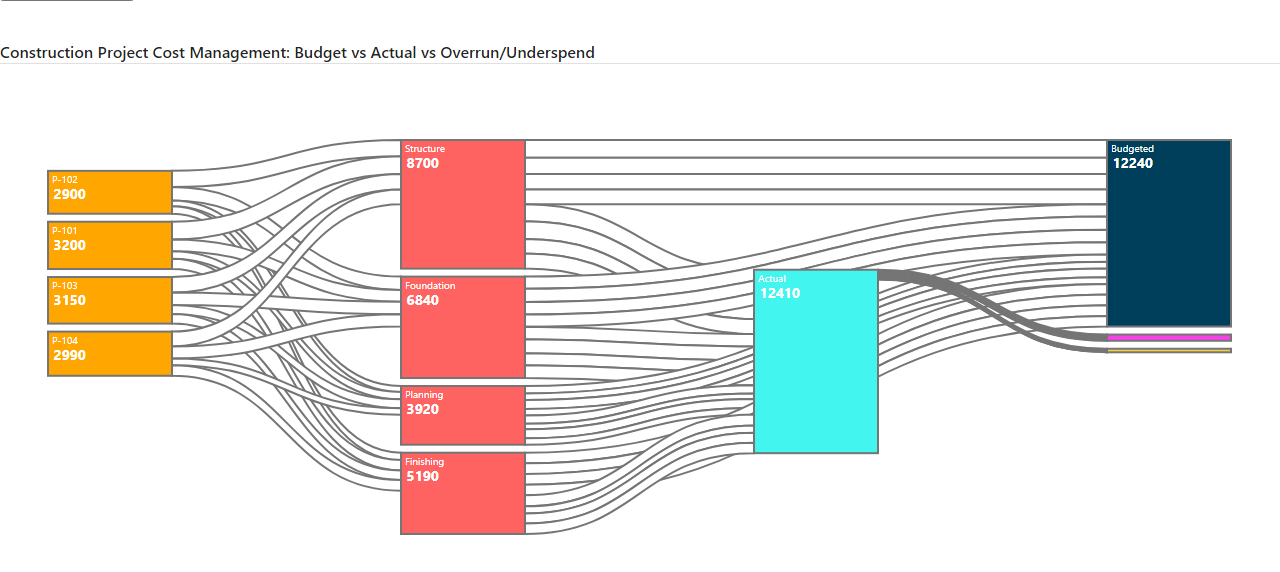 Construction Project Cost Management: Budget vs Actual vs Overrun/Underspend
P-102
2900
P-101
3200
P-103
3150
P-104
2990
Structure
8700
Foundation
6840
Planning
3920
Finishing
5190
Actual
12410
Budgeted
12240